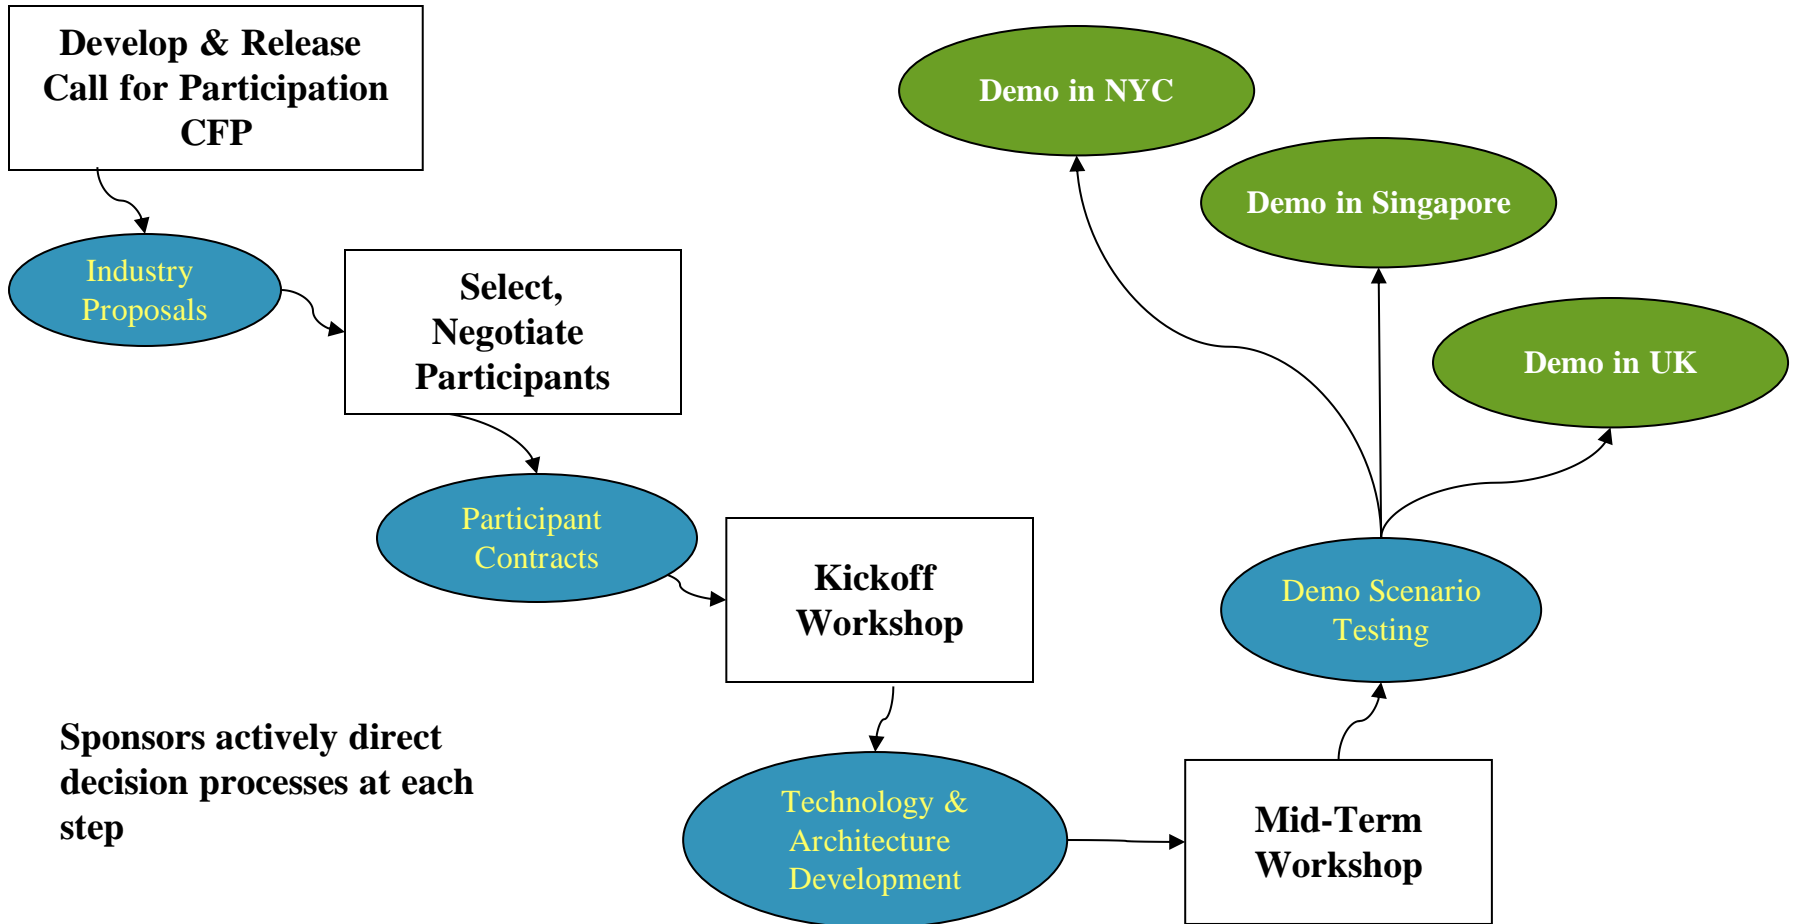 Develop & Release
Call for Participation
CFP
Industry
Proposals
Select,
Negotiate
Participants
Participant
Contracts
Kickoff
Workshop
Technology &
Architecture
Development
Mid-Term
Workshop
Demo Scenario
Testing
Demo in NYC
Demo in Singapore
Demo in UK
Sponsors actively direct
decision processes at each
step